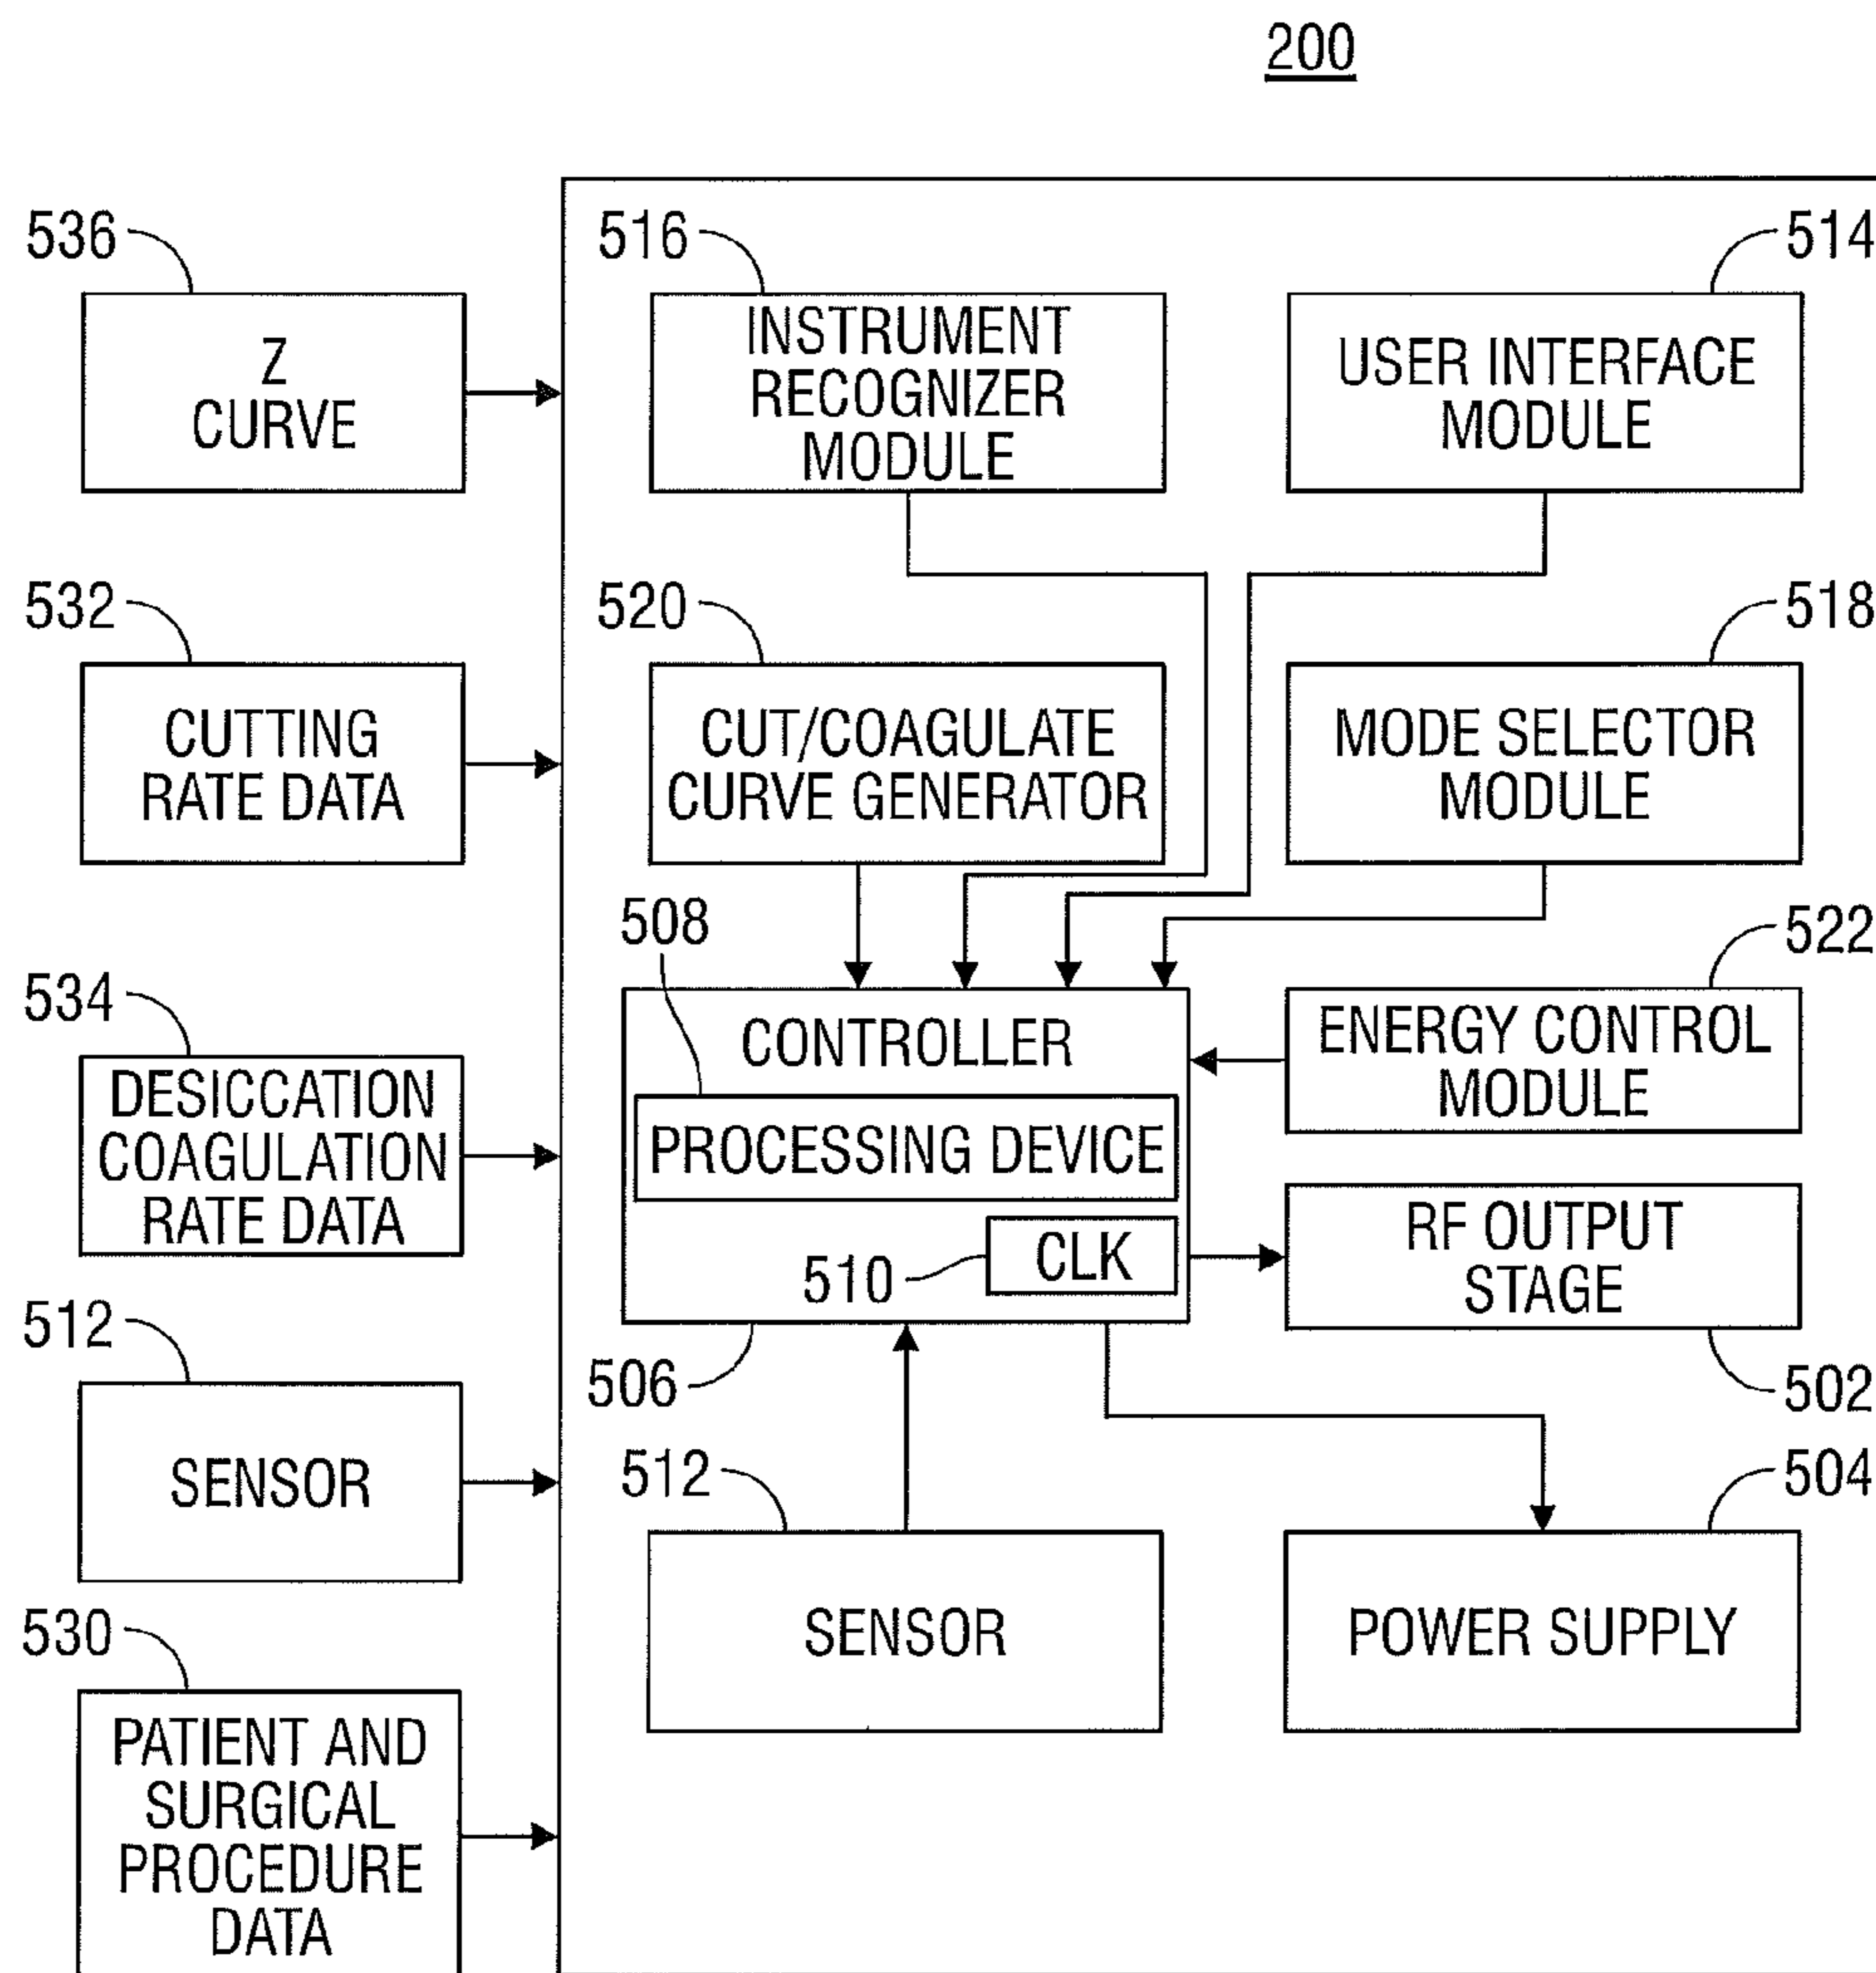 200
536
516
514
Z
CURVE
INSTRUMENT
RECOGNIZER
MODULE
USER INTERFACE
MODULE
532
520
518
CUTTING
RATE DATA
CUT/COAGULATE
CURVE GENERATOR
MODE SELECTOR
MODULE
508
522
534
DESICCATION
COAGULATION
RATE DATA
CONTROLLER
PROCESSING DEVICE
510
CLK
ENERGY CONTROL
MODULE
RF OUTPUT
STAGE
512
506
502
SENSOR
512
504
SENSOR
POWER SUPPLY
530
PATIENT AND
SURGICAL
PROCEDURE
DATA